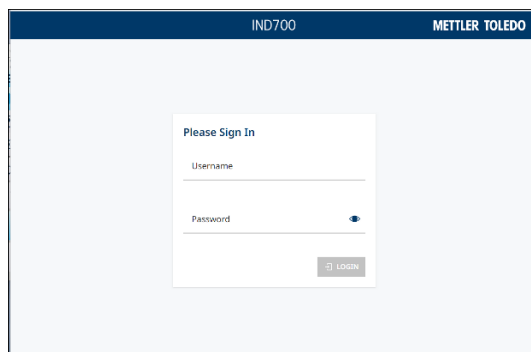 IND700
METTLER TOLEDO
Please Sign In
Username
Password
LOGIN